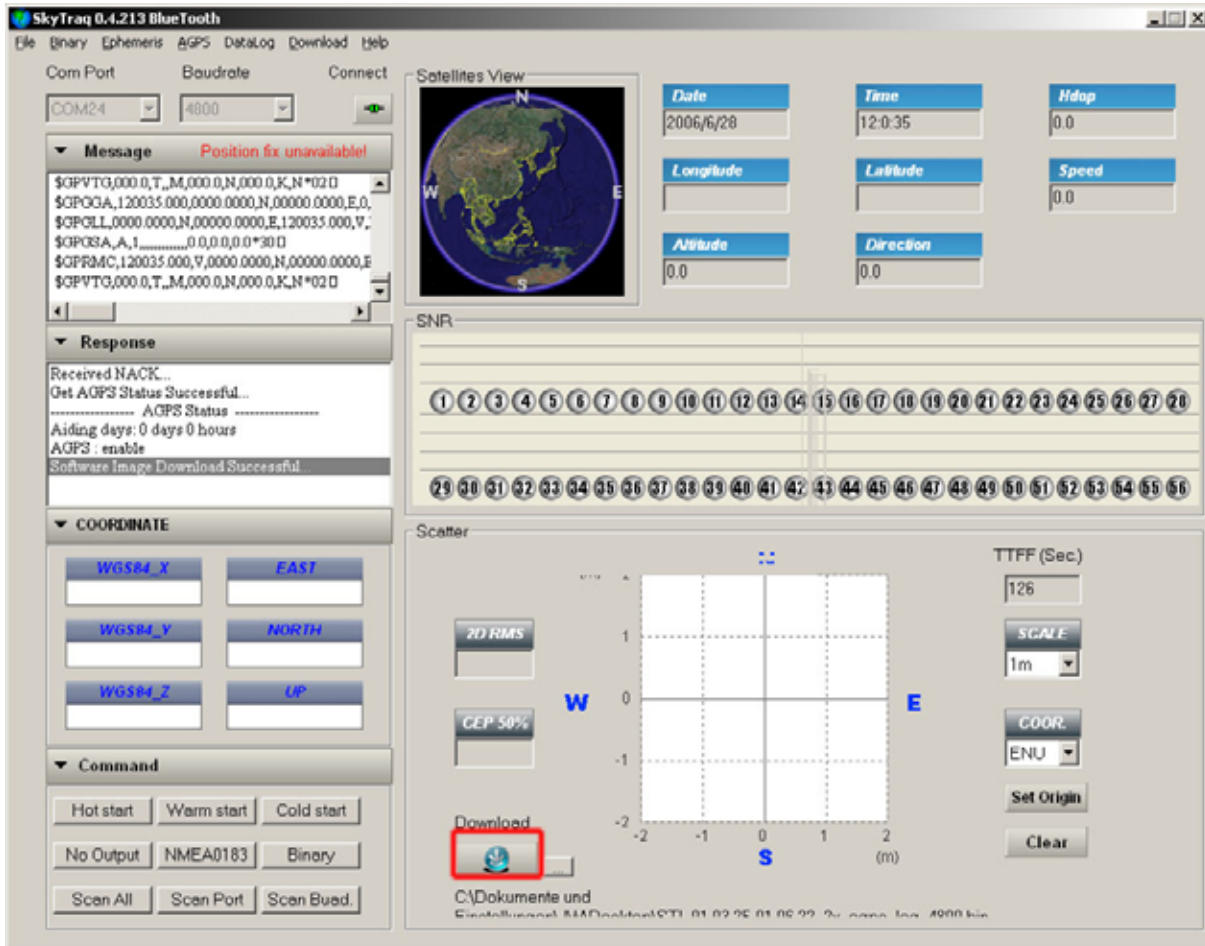 SkyTraq 0.4.213 BlueTooth
File Binary Ephemeris AGPS DataLog Download Help
Com Port Baudrate Connect
COM24 4800
Message Position fix unavailable!
$GPVTG,000.0,T,,M,000.0,N,000.0,K,N*02
$GPGGA,120035.000,0000.0000,N,00000.0000,E,0,
$GPGLL,0000.0000,N,00000.0000,E,120035.000,V,
$GPGSA,A,1,,,,,,,,,,,,,0.0,0.0,0.0*30
$GPRMC,120035.000,V,0000.0000,N,00000.0000,E
$GPVTG,000.0,T,,M,000.0,N,000.0,K,N*02
Response
Received NACK...
Get AGPS Status Successful...
----------------- AGPS Status -----------------
Aiding days: 0 days 0 hours
AGPS : enable
Software Image Download Successful...
COORDINATE
WGS84_X EAST
WGS84_Y NORTH
WGS84_Z UP
Command
Hot start Warm start Cold start
No Output NMEA0183 Binary
Scan All Scan Port Scan Buad.
Satellites View
N
W E
S
Date Time Hdop
2006/6/28 12:0:35 0.0
Longitude Latitude Speed
0.0
Altitude Direction
0.0 0.0
SNR
1 2 3 4 5 6 7 8 9 10 11 12 13 14 15 16 17 18 19 20 21 22 23 24 25 26 27 28
29 30 31 32 33 34 35 36 37 38 39 40 41 42 43 44 45 46 47 48 49 50 51 52 53 54 55 56
Scatter
TTFF (Sec.)
126
2D RMS
CEP 50%
1
0
-1
-2
-2 -1 0 1 2
(m)
W E
S
SCALE
1m
COOR.
ENU
Set Origin
Clear
Download
...
C:\Dokumente und